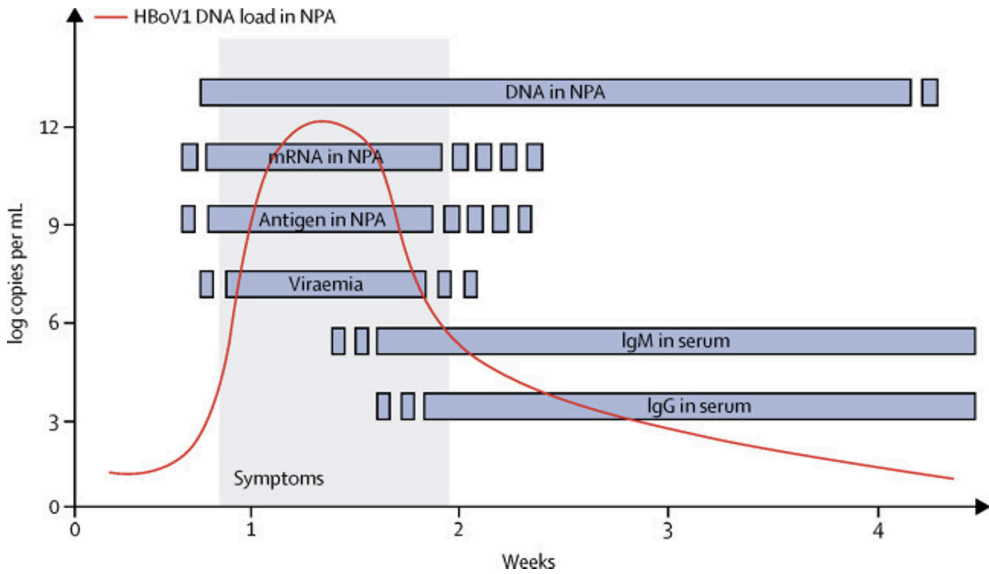 HBoV1 DNA load in NPA
DNA in NPA
12
mRNA in NPA
9
Antigen in NPA
Viraemia
6
IgM in serum
3
IgG in serum
Symptoms
0
0 1 2 3 4
Weeks
log copies per mL